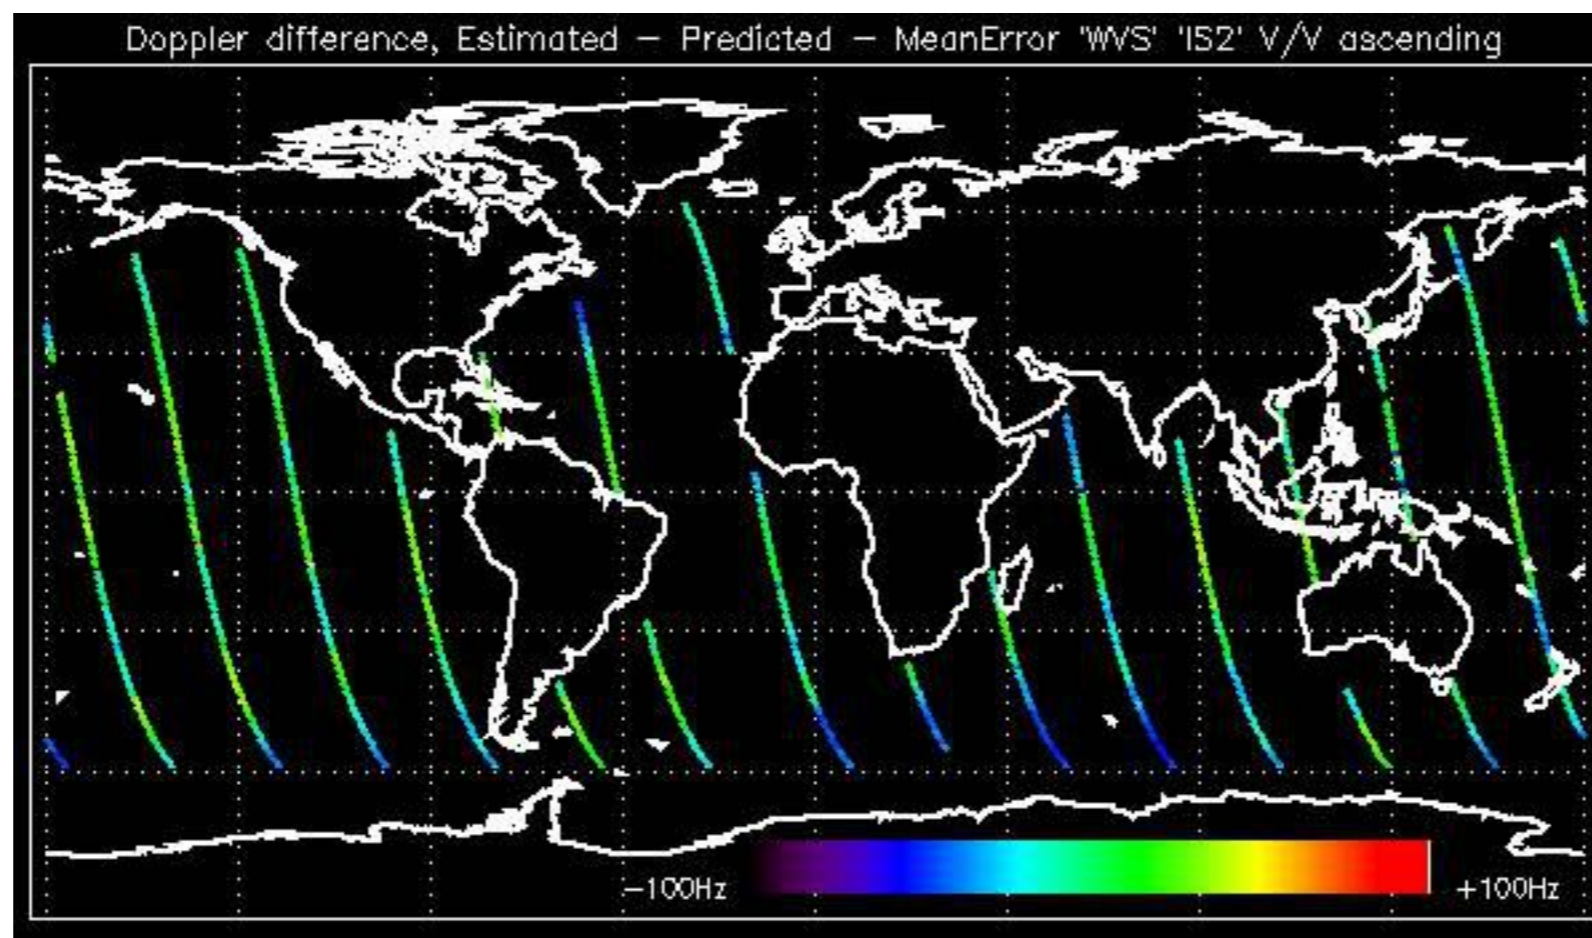 Doppler difference, Estimated - Predicted - MeanError 'WVS' 'IS2' V/V ascending
-100Hz
+100Hz